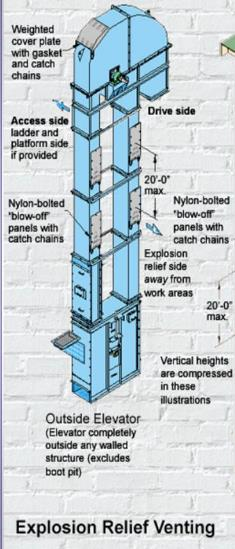 Weighted
cover plate
with gasket
and catch
chains
Access side
ladder and
platform side
if provided
Drive side
20'-0"
max.
Nylon-bolted
"blow-off"
panels with
catch chains
Nylon-bolted
"blow-off"
panels with
catch chains
Explosion
relief side
away from
work areas
20'-0"
max.
Vertical heights
are compressed
in these
illustrations
Outside Elevator
(Elevator completely
outside any walled
structure (excludes
boot pit)
Explosion Relief Venting